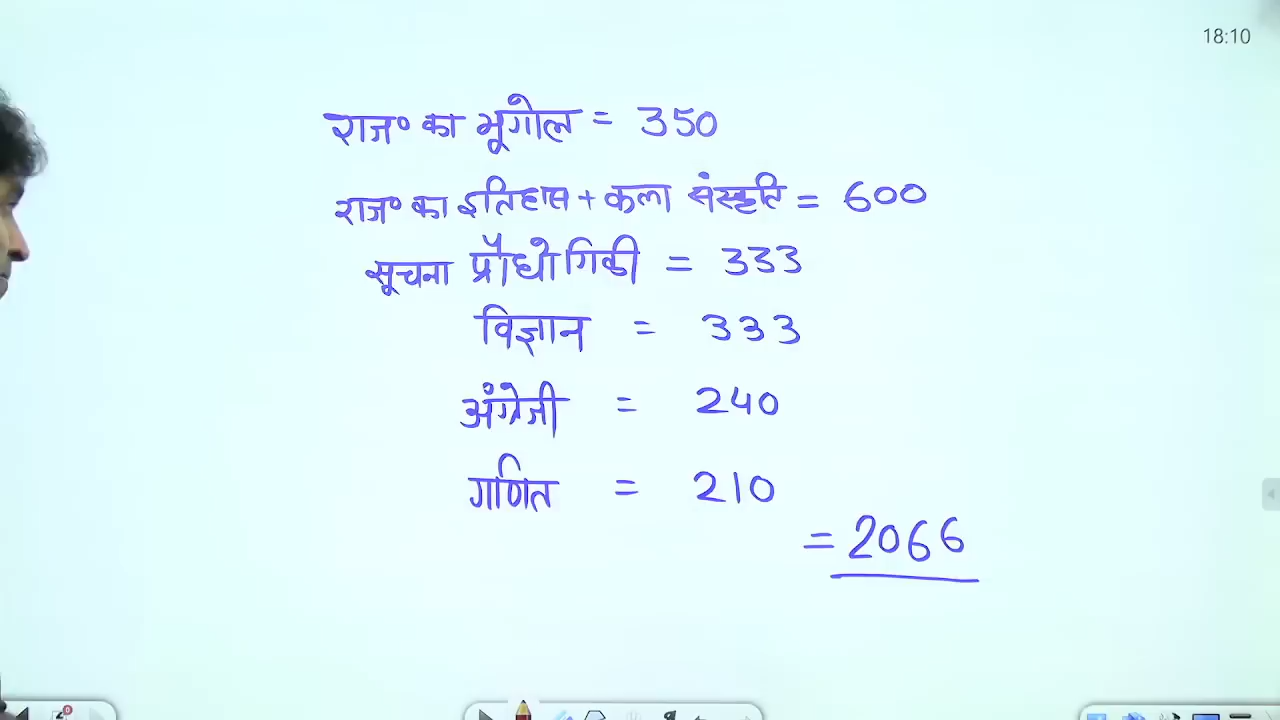 18:10
राज० का भूगोल = 350
राज० का इतिहास + कला संस्कृति = 600
सूचना प्रौधोगिकी = 333
विज्ञान = 333
अंग्रेजी = 240
गणित = 210
= 2066